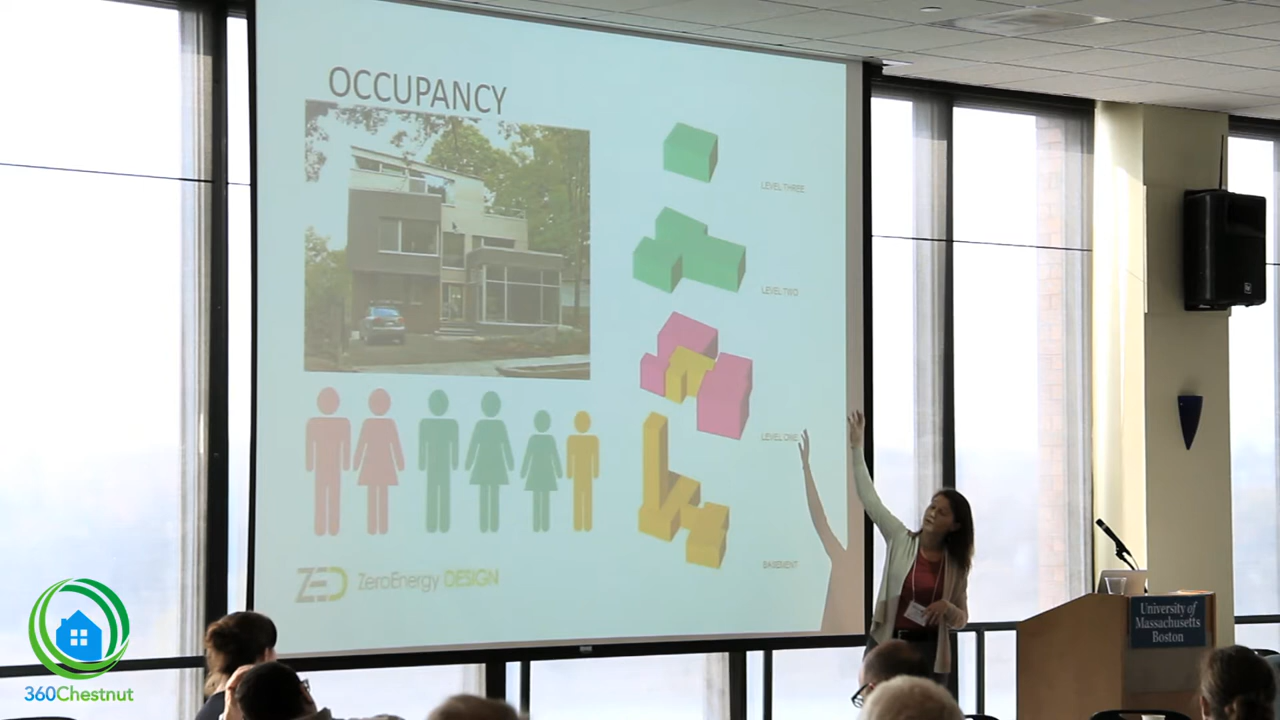 OCCUPANCY
LEVEL THREE
LEVEL TWO
LEVEL ONE
BASEMENT
ZED ZeroEnergy DESIGN
University of
Massachusetts
Boston
360Chestnut